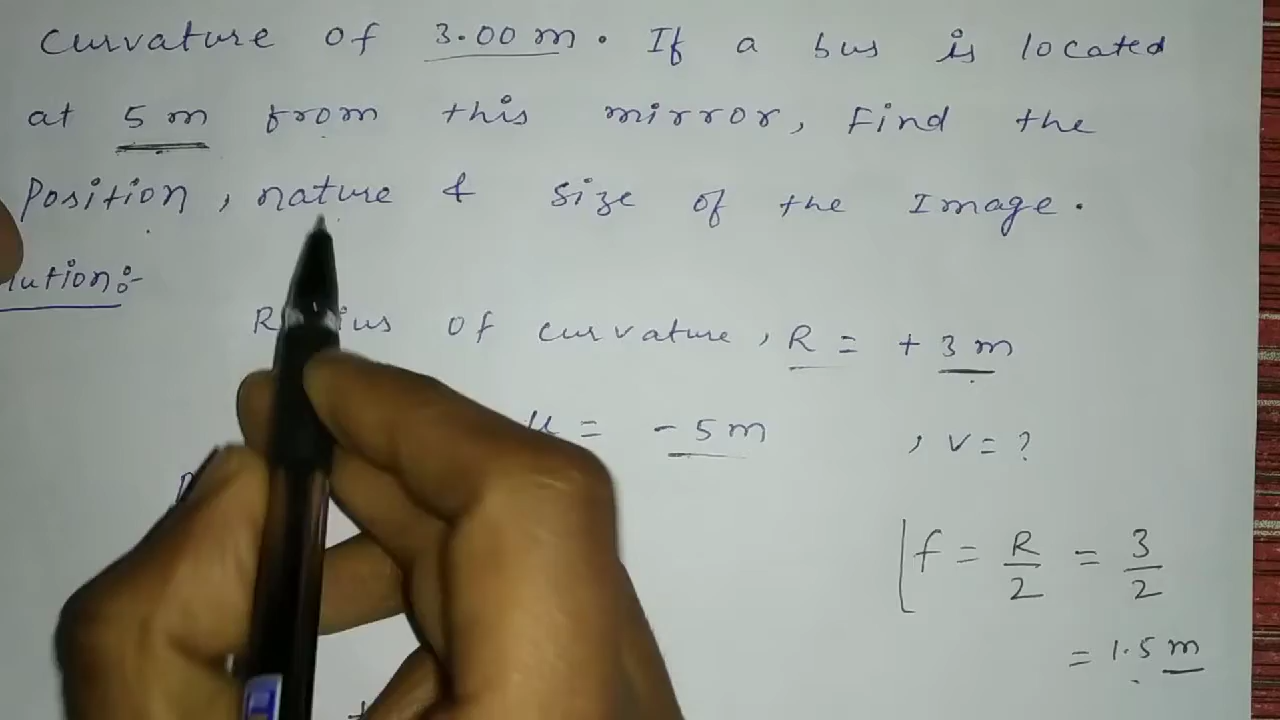 Curvature of 3.00 m. If a bus is located
at 5 m from this mirror, Find the
Position, nature & size of the Image.
lution:-
of curvature, R = + 3 m
u = - 5 m , v = ?
f = R/2 = 3/2
= 1.5 m